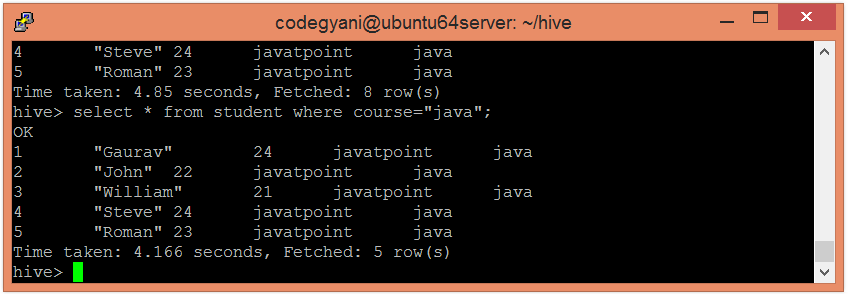 codegyani@ubuntu64server: ~/hive
4 "Steve" 24 javatpoint java
5 "Roman" 23 javatpoint java
Time taken: 4.85 seconds, Fetched: 8 row(s)
hive> select * from student where course="java";
OK
1 "Gaurav" 24 javatpoint java
2 "John" 22 javatpoint java
3 "William" 21 javatpoint java
4 "Steve" 24 javatpoint java
5 "Roman" 23 javatpoint java
Time taken: 4.166 seconds, Fetched: 5 row(s)
hive>